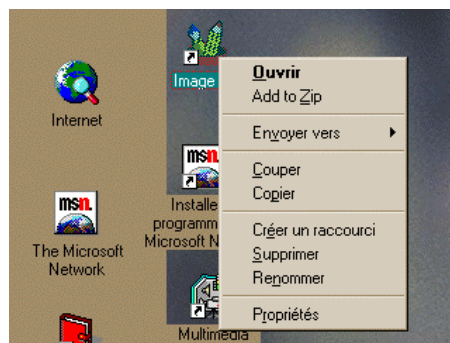 Internet
msn.
The Microsoft
Network
Image
msn
Installe
programm
Microsoft N
Multimedia
Ouvrir
Add to Zip
Envoyer vers
Couper
Copier
Créer un raccourci
Supprimer
Renommer
Propriétés